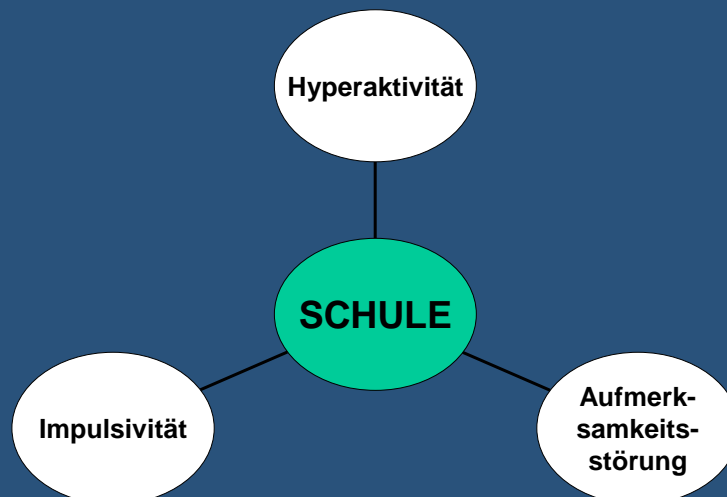 Hyperaktivität
SCHULE
Impulsivität
Aufmerk-
samkeits-
störung